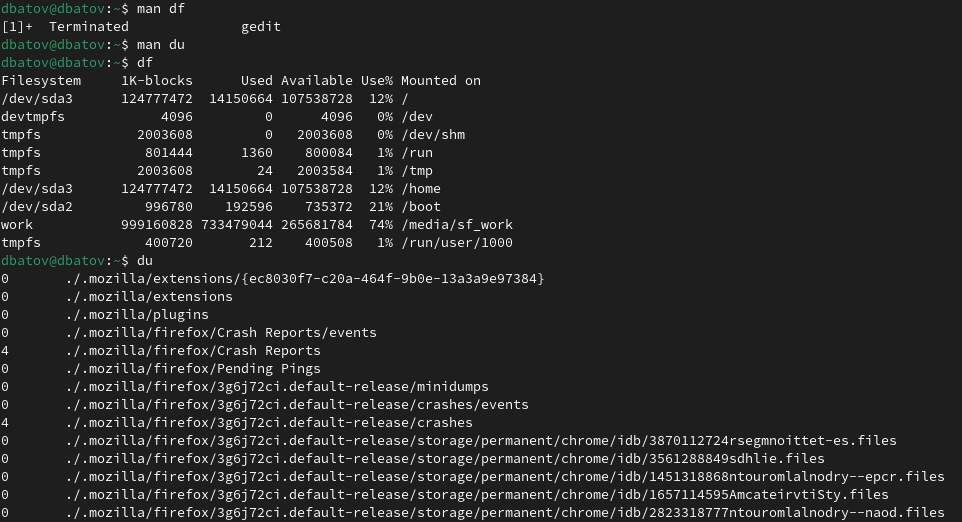 dbatov@dbatov:~$ man df
[1]+  Terminated              gedit
dbatov@dbatov:~$ man du
dbatov@dbatov:~$ df
Filesystem     1K-blocks      Used Available Use% Mounted on
/dev/sda3      124777472  14150664 107538728  12% /
devtmpfs            4096         0      4096   0% /dev
tmpfs            2003608         0   2003608   0% /dev/shm
tmpfs             801444      1360    800084   1% /run
tmpfs            2003608        24   2003584   1% /tmp
/dev/sda3      124777472  14150664 107538728  12% /home
/dev/sda2         996780    192596    735372  21% /boot
work           999160828 733479044 265681784  74% /media/sf_work
tmpfs             400720       212    400508   1% /run/user/1000
dbatov@dbatov:~$ du
0       ./.mozilla/extensions/{ec8030f7-c20a-464f-9b0e-13a3a9e97384}
0       ./.mozilla/extensions
0       ./.mozilla/plugins
0       ./.mozilla/firefox/Crash Reports/events
4       ./.mozilla/firefox/Crash Reports
0       ./.mozilla/firefox/Pending Pings
0       ./.mozilla/firefox/3g6j72ci.default-release/minidumps
0       ./.mozilla/firefox/3g6j72ci.default-release/crashes/events
4       ./.mozilla/firefox/3g6j72ci.default-release/crashes
0       ./.mozilla/firefox/3g6j72ci.default-release/storage/permanent/chrome/idb/3870112724rsegmnoittet-es.files
0       ./.mozilla/firefox/3g6j72ci.default-release/storage/permanent/chrome/idb/3561288849sdhlie.files
0       ./.mozilla/firefox/3g6j72ci.default-release/storage/permanent/chrome/idb/1451318868ntouromlalnodry--epcr.files
0       ./.mozilla/firefox/3g6j72ci.default-release/storage/permanent/chrome/idb/1657114595AmcateirvtiSty.files
0       ./.mozilla/firefox/3g6j72ci.default-release/storage/permanent/chrome/idb/2823318777ntouromlalnodry--naod.files